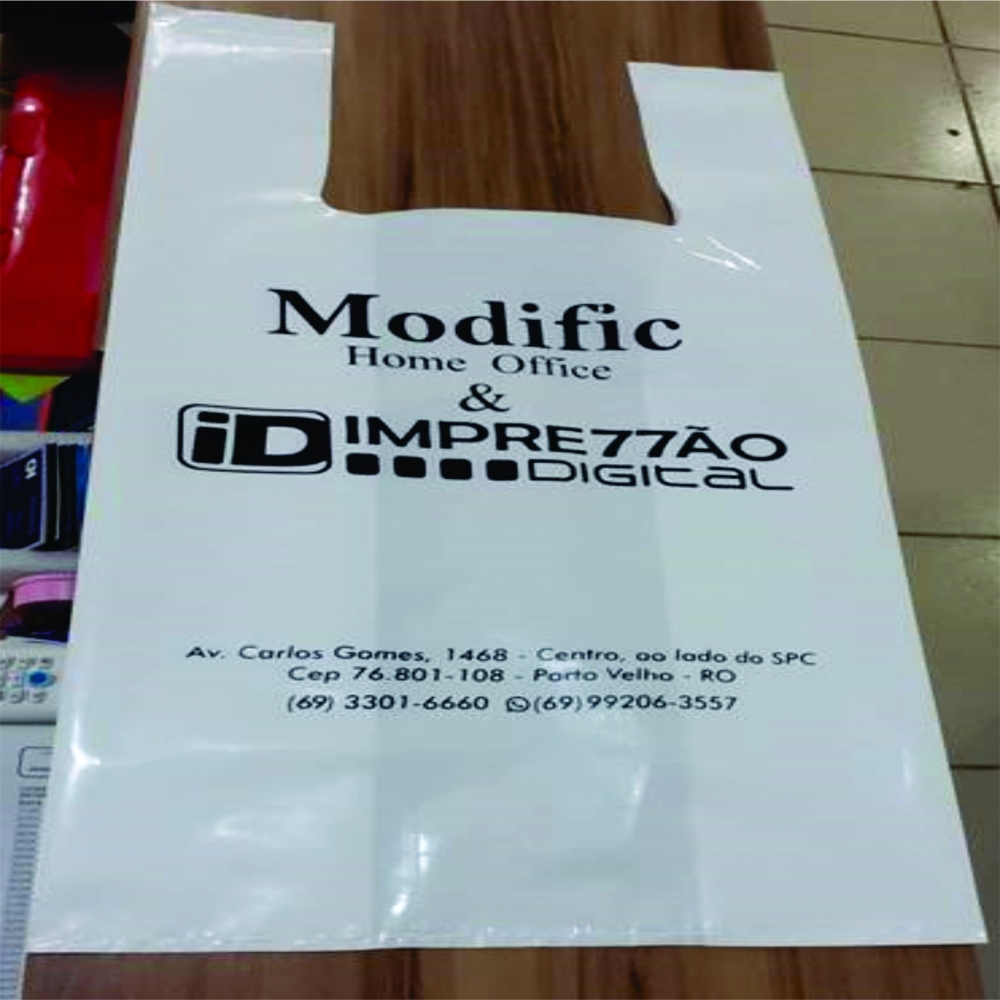 Modific
Home Office
&
iD IMPRE77ÃO
DIGITAL
Av. Carlos Gomes, 1468 - Centro, ao lado do SPC
Cep 76.801-108 - Porto Velho - RO
(69) 3301-6660 (69)99206-3557